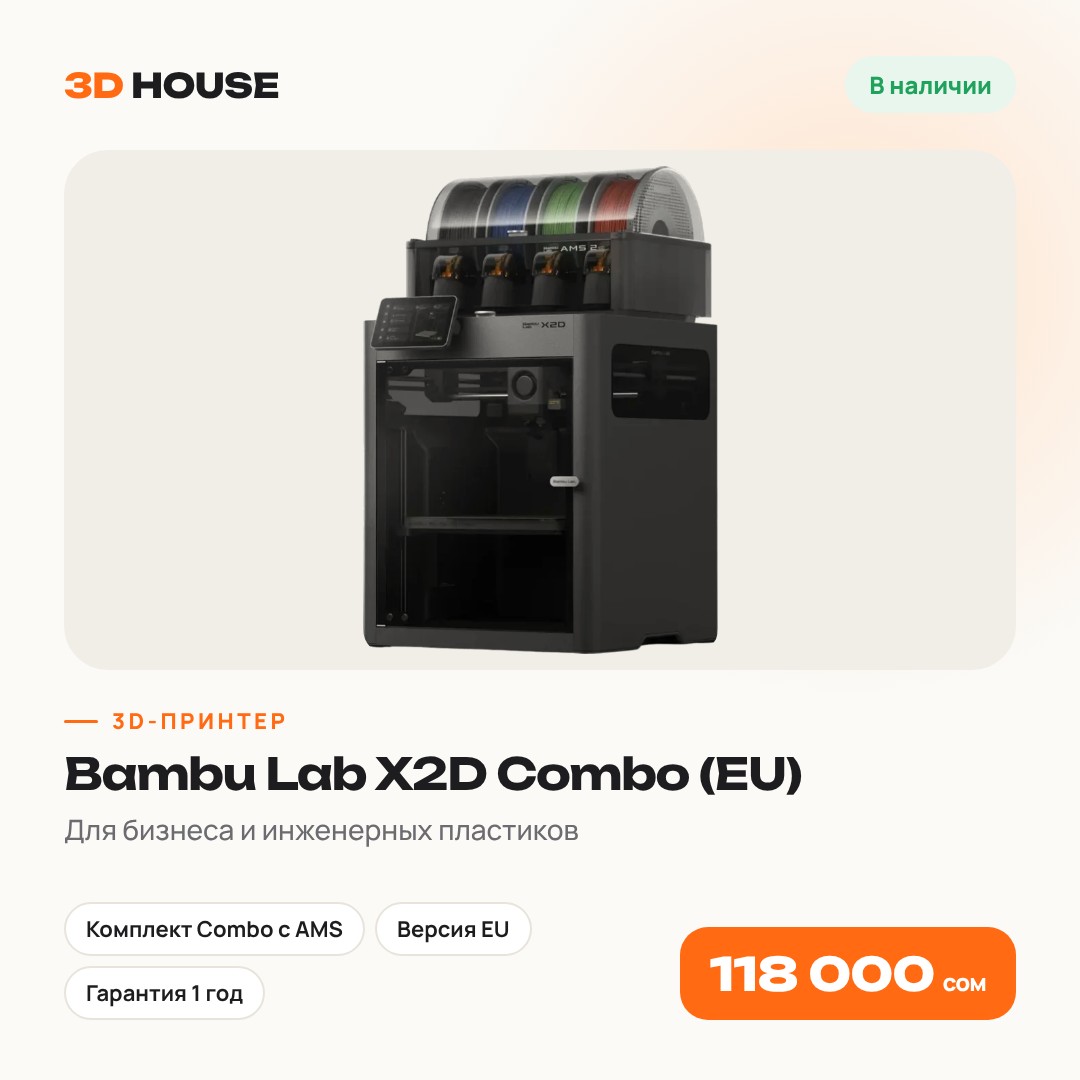 3D HOUSE
В наличии
AMS 2
X2D
3D-ПРИНТЕР
Bambu Lab X2D Combo (EU)
Для бизнеса и инженерных пластиков
Комплект Combo с AMS
Версия EU
Гарантия 1 год
118 000 сом